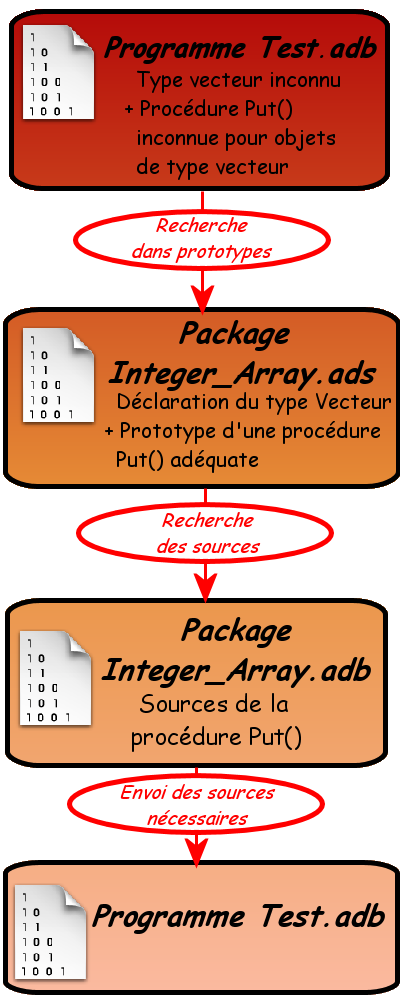 1
10
11
100
101
1001
Programme Test.adb
Type vecteur inconnu
+ Procédure Put()
inconnue pour objets
de type vecteur
Recherche
dans prototypes
1
10
11
100
101
1001
Package
Integer_Array.ads
Déclaration du type Vecteur
+ Prototype d'une procédure
Put() adéquate
Recherche
des sources
1
10
11
100
101
1001
Package
Integer_Array.adb
Sources de la
procédure Put()
Envoi des sources
nécessaires
1
10
11
100
101
1001
Programme Test.adb